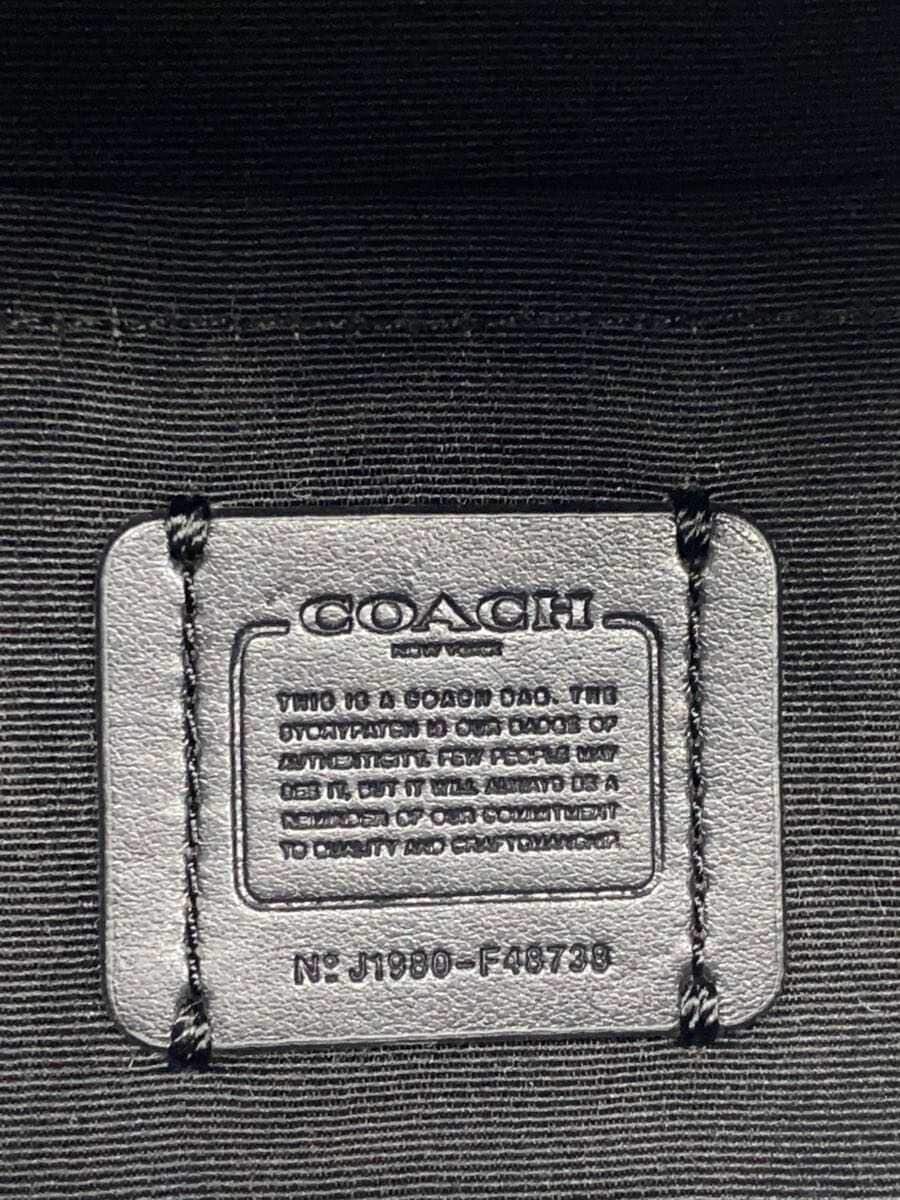 COACH
NEW YORK
THIS IS A COACH BAG. THE
STORYPATCH IS OUR BADGE OF
AUTHENTICITY. FEW PEOPLE MAY
SEE IT, BUT IT WILL ALWAYS BE A
REMINDER OF OUR COMMITMENT
TO QUALITY AND CRAFTSMANSHIP.
Nº J1980-F48738